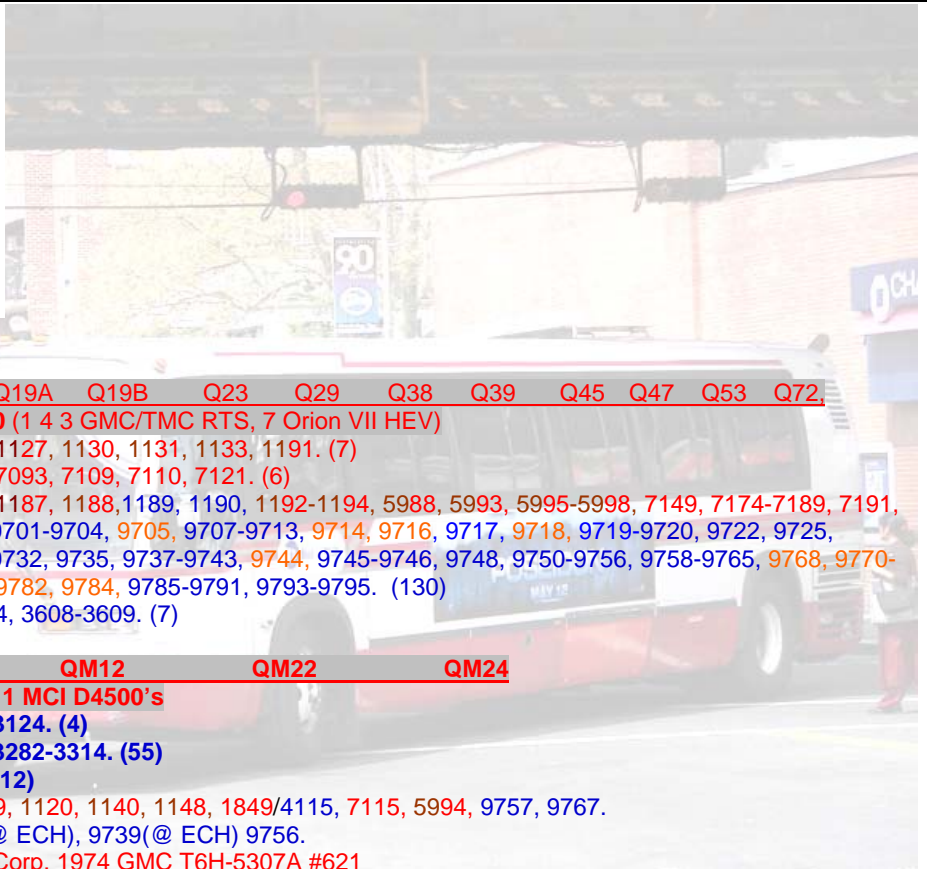 90
Q19A Q19B Q23 Q29 Q38 Q39 Q45 Q47 Q53 Q72,
(1 4 3 GMC/TMC RTS, 7 Orion VII HEV)
1127, 1130, 1131, 1133, 1191. (7)
7093, 7109, 7110, 7121. (6)
1187, 1188,1189, 1190, 1192-1194, 5988, 5993, 5995-5998, 7149, 7174-7189, 7191,
9701-9704, 9705, 9707-9713, 9714, 9716, 9717, 9718, 9719-9720, 9722, 9725,
9732, 9735, 9737-9743, 9744, 9745-9746, 9748, 9750-9756, 9758-9765, 9768, 9770-
9782, 9784, 9785-9791, 9793-9795. (130)
4, 3608-3609. (7)
QM12 QM22 QM24
1 MCI D4500's
3124. (4)
3282-3314. (55)
12)
9, 1120, 1140, 1148, 1849/4115, 7115, 5994, 9757, 9767.
@ ECH), 9739(@ ECH) 9756.
Corp. 1974 GMC T6H-5307A #621